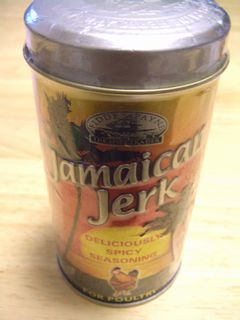 Jamaican
Jerk
DELICIOUSLY
SPICY
SEASONING
FOR POULTRY